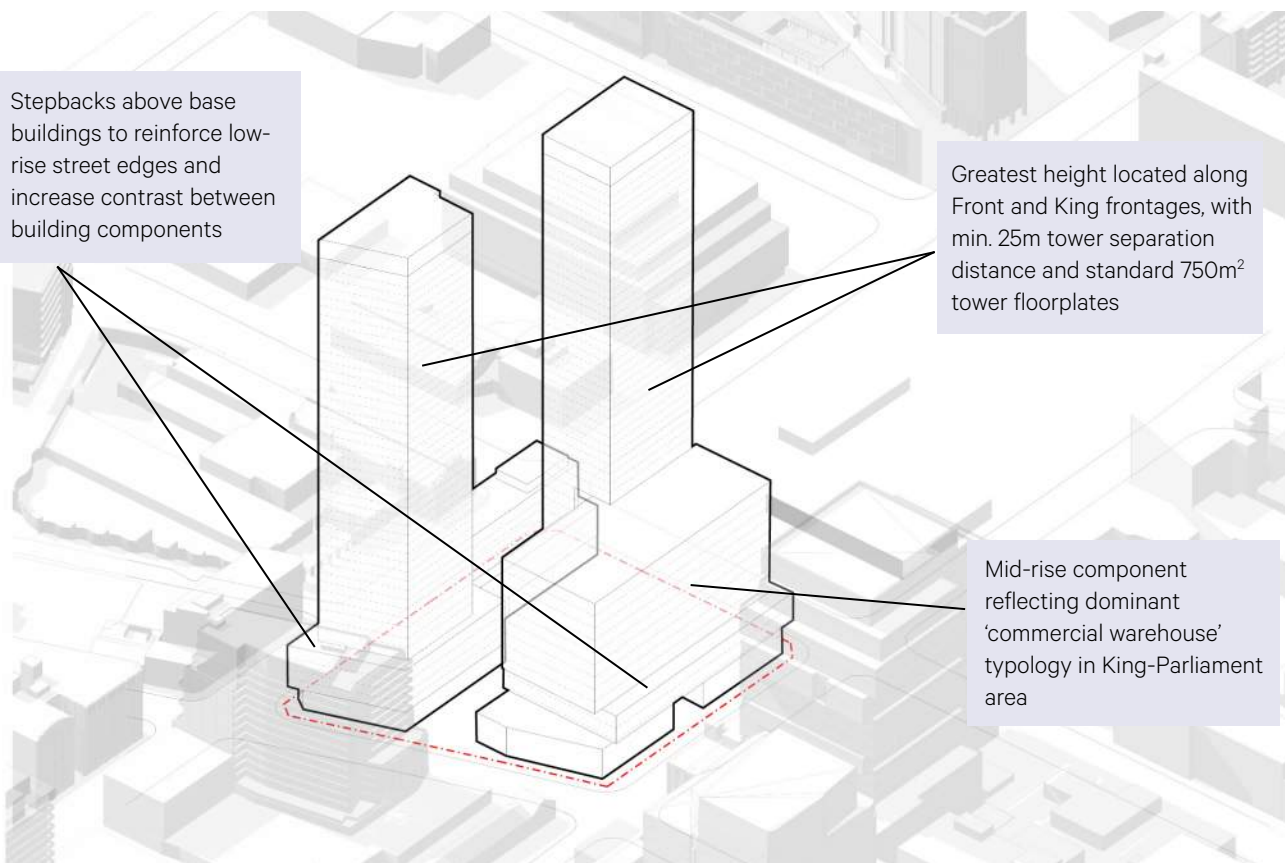 Stepbacks above base
buildings to reinforce low-
rise street edges and
increase contrast between
building components
Greatest height located along
Front and King frontages, with
min. 25m tower separation
distance and standard 750m²
tower floorplates
Mid-rise component
reflecting dominant
‘commercial warehouse’
typology in King-Parliament
area